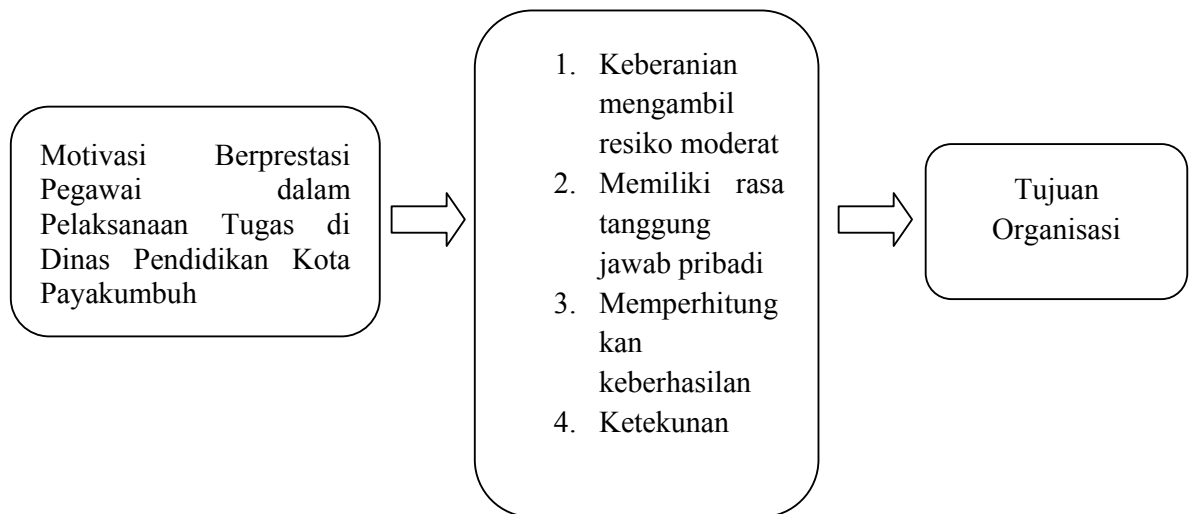 Motivasi Berprestasi
Pegawai dalam
Pelaksanaan Tugas di
Dinas Pendidikan Kota
Payakumbuh
1. Keberanian
mengambil
resiko moderat
2. Memiliki rasa
tanggung
jawab pribadi
3. Memperhitung
kan
keberhasilan
4. Ketekunan
Tujuan
Organisasi